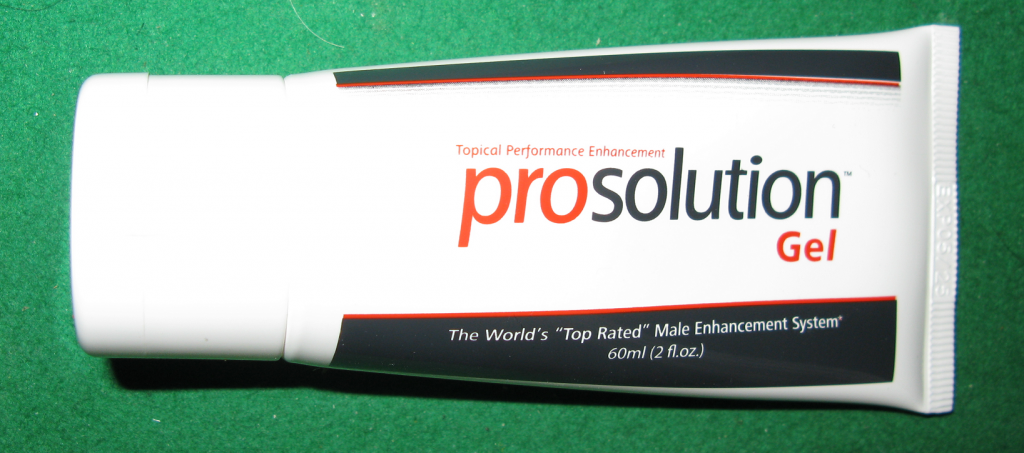 Topical Performance Enhancement
prosolution™
Gel
The World's “Top Rated” Male Enhancement System*
60ml (2 fl.oz.)